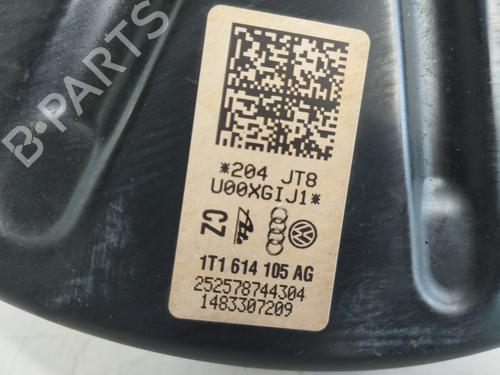 B-PARTS
*204 JT8
U00XGIJ1*
CZ
1T1 614 105 AG
252578744304
1483307209